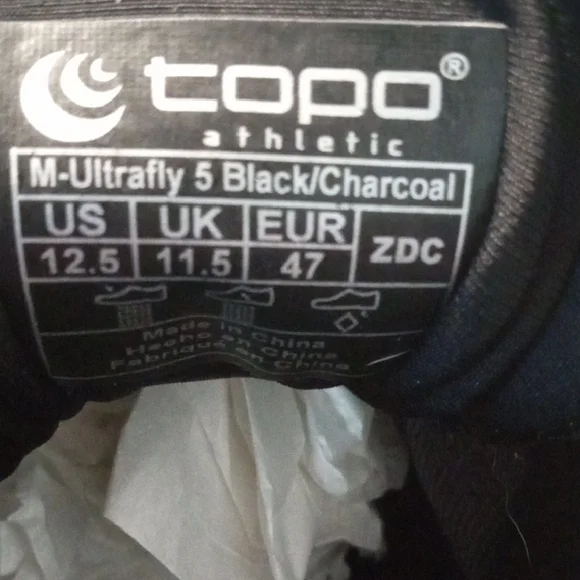 topo®
athletic
M-Ultrafly 5 Black/Charcoal
US UK EUR ZDC
12.5 11.5 47
Made in China
Hecho en China
Fabriqué en China